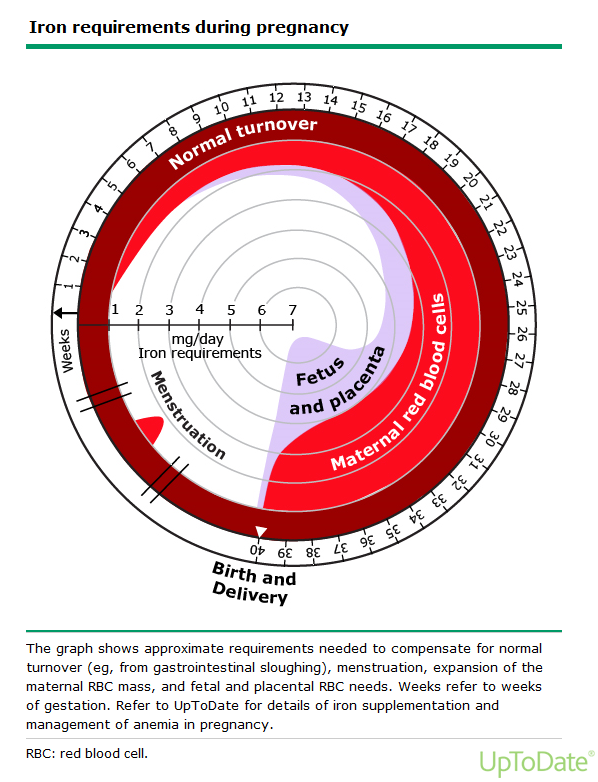 Iron requirements during pregnancy
Normal turnover
1 2 3 4 5 6 7 8 9 10 11 12 13 14 15 16 17 18 19 20 21 22 23 24 25 26 27 28 29 30 31 32 33 34 35 36 37 38 39 40
Weeks
1 2 3 4 5 6 7
mg/day
Iron requirements
Menstruation
Fetus
and placenta
Maternal red blood cells
Birth and
Delivery
The graph shows approximate requirements needed to compensate for normal
turnover (eg, from gastrointestinal sloughing), menstruation, expansion of the
maternal RBC mass, and fetal and placental RBC needs. Weeks refer to weeks
of gestation. Refer to UpToDate for details of iron supplementation and
management of anemia in pregnancy.
RBC: red blood cell.
UpToDate®